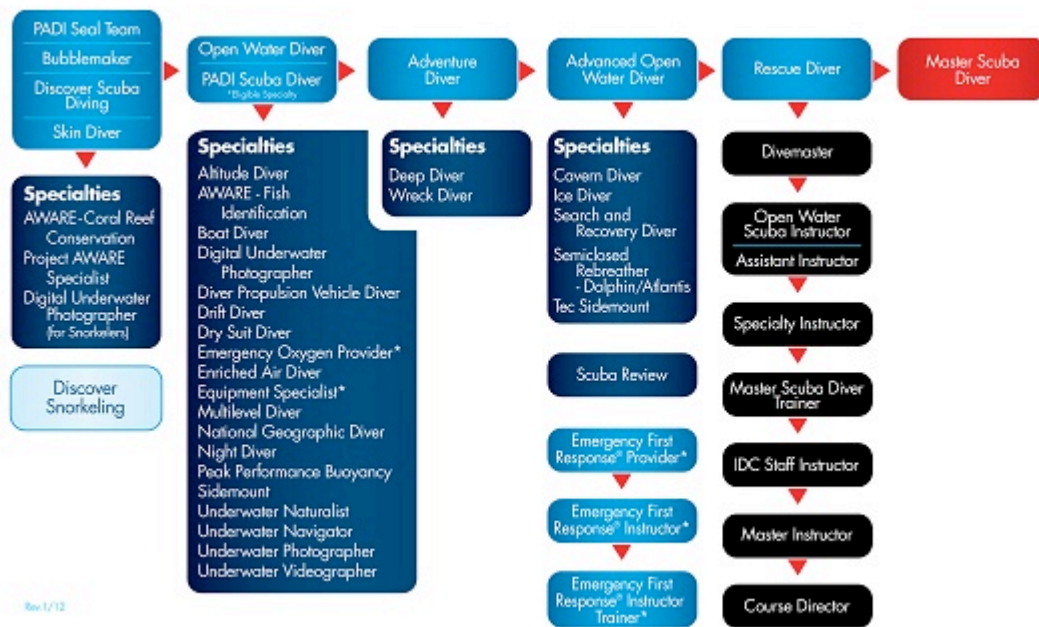 PADI Seal Team
Bubblemaker
Discover Scuba
Diving
Skin Diver
Specialties
AWARE-Coral Reef
Conservation
Project AWARE
Specialist
Digital Underwater
Photographer
(for Snorkelers)
Discover
Snorkeling
Open Water Diver
PADI Scuba Diver
*Eligible Specialty
Specialties
Altitude Diver
AWARE - Fish
Identification
Boat Diver
Digital Underwater
Photographer
Diver Propulsion Vehicle Diver
Drift Diver
Dry Suit Diver
Emergency Oxygen Provider*
Enriched Air Diver
Equipment Specialist*
Multilevel Diver
National Geographic Diver
Night Diver
Peak Performance Buoyancy
Sidemount
Underwater Naturalist
Underwater Navigator
Underwater Photographer
Underwater Videographer
Adventure
Diver
Specialties
Deep Diver
Wreck Diver
Advanced Open
Water Diver
Specialties
Cavern Diver
Ice Diver
Search and
Recovery Diver
Semiclosed
Rebreather
- Dolphin/Atlantis
Tec Sidemount
Scuba Review
Emergency First
Response® Provider*
Emergency First
Response® Instructor*
Emergency First
Response® Instructor
Trainer*
Rescue Diver
Divemaster
Open Water
Scuba Instructor
Assistant Instructor
Specialty Instructor
Master Scuba Diver
Trainer
IDC Staff Instructor
Master Instructor
Course Director
Master Scuba
Diver
Rev 1/12